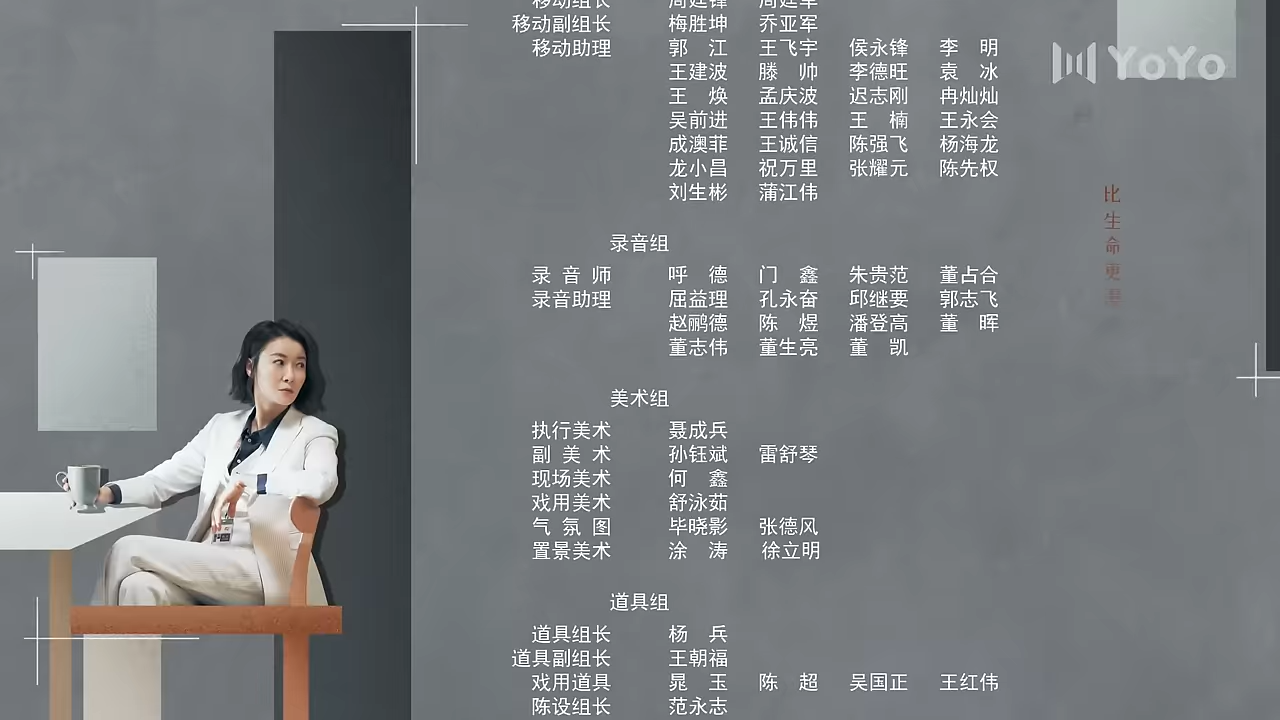 移动组长 周廷锋 周廷军
移动副组长 梅胜坤 乔亚军
移动助理 郭江 王飞宇 侯永锋 李明
王建波 滕帅 李德旺 袁冰
王焕 孟庆波 迟志刚 冉灿灿
吴前进 王伟伟 王楠 王永会
成澳菲 王诚信 陈强飞 杨海龙
龙小昌 祝万里 张耀元 陈先权
刘生彬 蒲江伟
录音组
录音师 呼德 门鑫 朱贵范 董占合
录音助理 屈益理 孔永奋 邱继要 郭志飞
赵鹂德 陈煜 潘登高 董晖
董志伟 董生亮 董凯
美术组
执行美术 聂成兵
副美术 孙钰斌 雷舒琴
现场美术 何鑫
戏用美术 舒泳茹
气氛图 毕晓影 张德风
置景美术 涂涛 徐立明
道具组
道具组长 杨兵
道具副组长 王朝福
戏用道具 晁玉 陈超 吴国正 王红伟
陈设组长 范永志
YoYo
比生命更